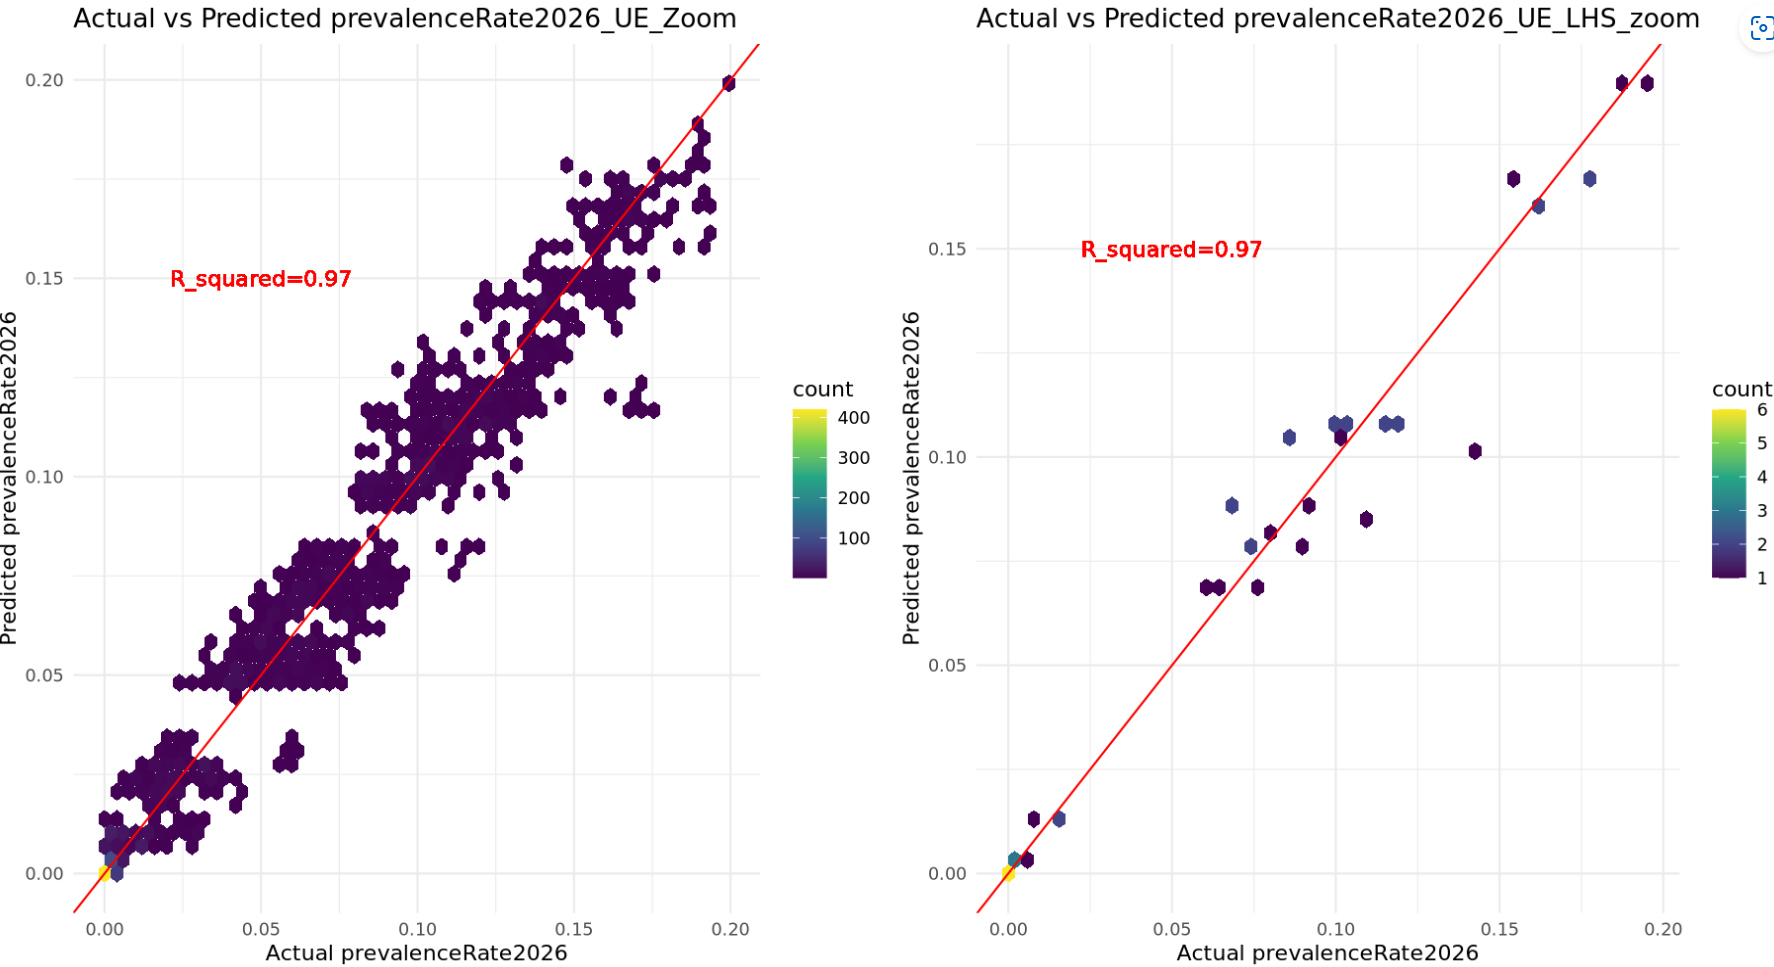 Actual vs Predicted prevalenceRate2026_UE_Zoom
Predicted prevalenceRate2026
0.20
0.15
0.10
0.05
0.00
R_squared=0.97
0.00 0.05 0.10 0.15 0.20
Actual prevalenceRate2026
count
400
300
200
100
Actual vs Predicted prevalenceRate2026_UE_LHS_zoom
Predicted prevalenceRate2026
0.15
0.10
0.05
0.00
R_squared=0.97
0.00 0.05 0.10 0.15 0.20
Actual prevalenceRate2026
count
6
5
4
3
2
1